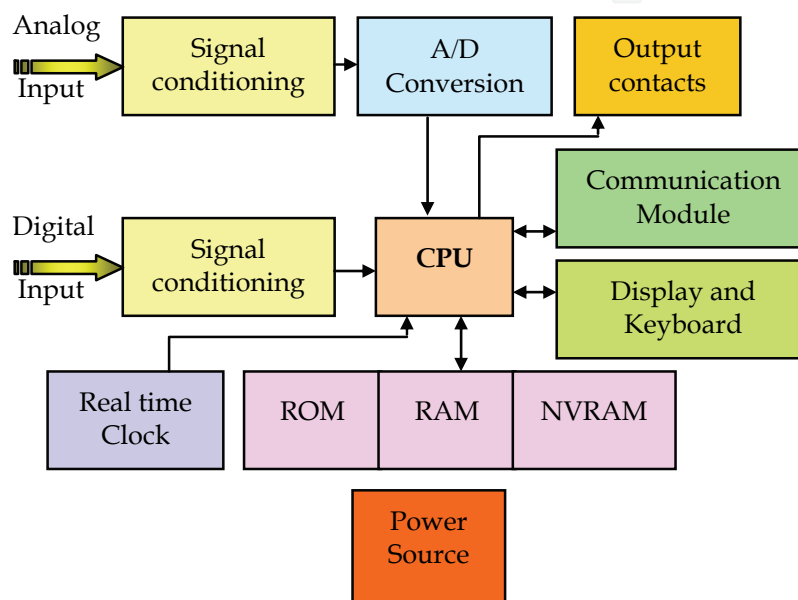 Analog
Input
Signal
conditioning
A/D
Conversion
Output
contacts
Communication
Module
Digital
Input
Signal
conditioning
CPU
Display and
Keyboard
Real time
Clock
ROM
RAM
NVRAM
Power
Source